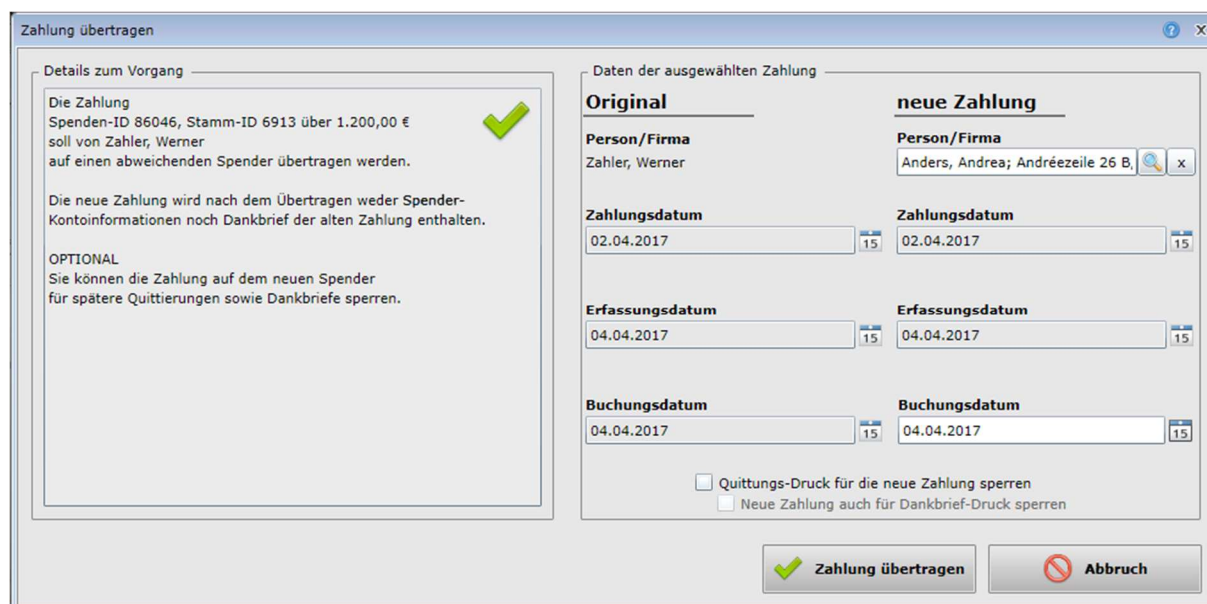 Zahlung übertragen
?
x
Details zum Vorgang
Die Zahlung
Spenden-ID 86046, Stamm-ID 6913 über 1.200,00 €
soll von Zahler, Werner
auf einen abweichenden Spender übertragen werden.
Die neue Zahlung wird nach dem Übertragen weder Spender-
Kontoinformationen noch Dankbrief der alten Zahlung enthalten.
OPTIONAL
Sie können die Zahlung auf dem neuen Spender
für spätere Quittierungen sowie Dankbriefe sperren.
Daten der ausgewählten Zahlung
Original
neue Zahlung
Person/Firma
Person/Firma
Zahler, Werner
Anders, Andrea; Andréezeile 26 B,
x
Zahlungsdatum
Zahlungsdatum
02.04.2017
15
02.04.2017
15
Erfassungsdatum
Erfassungsdatum
04.04.2017
15
04.04.2017
15
Buchungsdatum
Buchungsdatum
04.04.2017
15
04.04.2017
15
Quittungs-Druck für die neue Zahlung sperren
Neue Zahlung auch für Dankbrief-Druck sperren
Zahlung übertragen
Abbruch